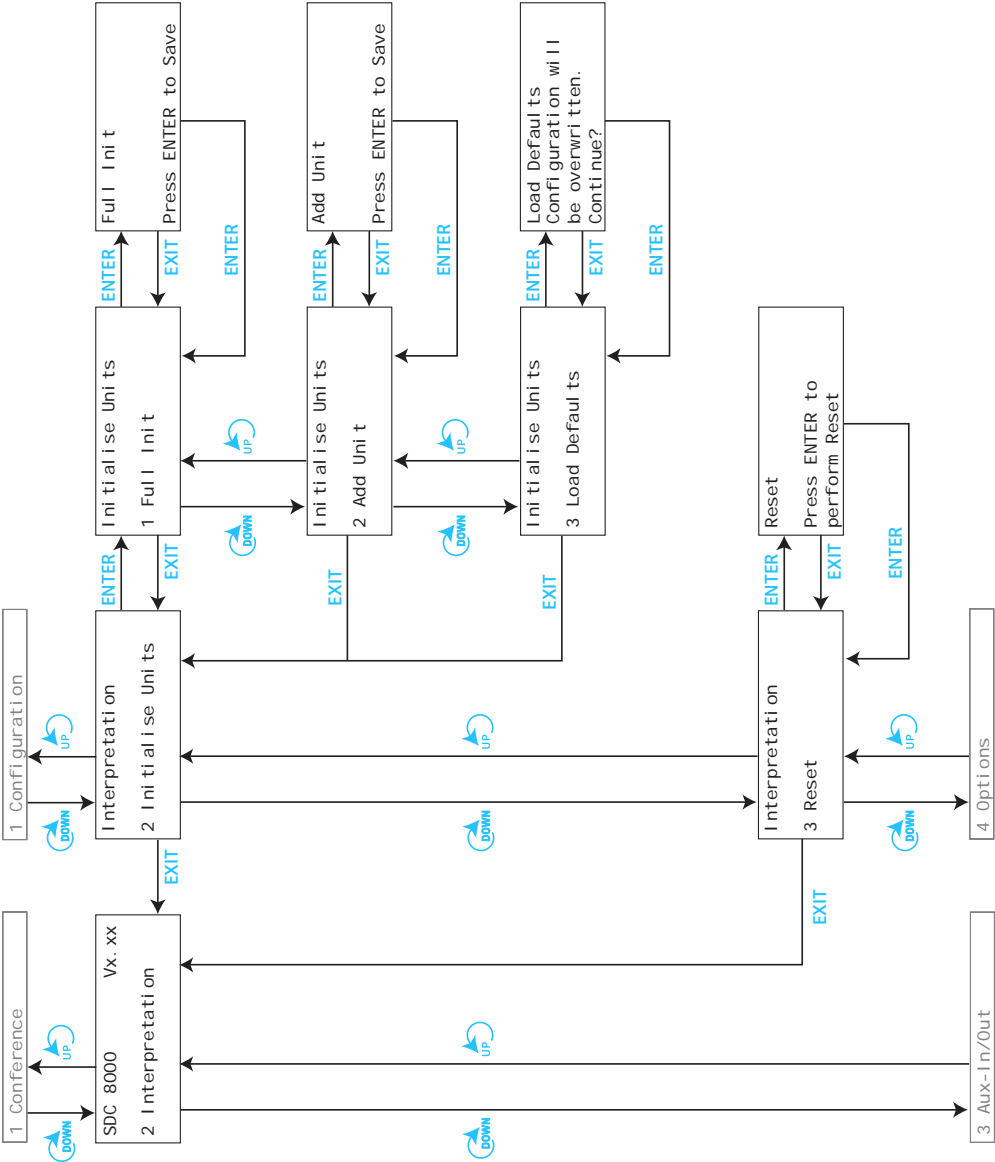 1 Conference
DOWN
UP
SDC 8000 Vx.xx
2 Interpretation
DOWN
UP
3 Aux-In/Out
EXIT
EXIT
1 Configuration
DOWN
UP
Interpretation
2 Initialise Units
DOWN
UP
Interpretation
3 Reset
DOWN
UP
4 Options
ENTER
EXIT
EXIT
EXIT
Initialise Units
1 Full Init
DOWN
UP
Initialise Units
2 Add Unit
DOWN
UP
Initialise Units
3 Load Defaults
ENTER
EXIT
ENTER
Full Init
Press ENTER to Save
ENTER
EXIT
ENTER
Add Unit
Press ENTER to Save
ENTER
EXIT
ENTER
Load Defaults
Configuration will
be overwritten.
Continue?
ENTER
EXIT
ENTER
Reset
Press ENTER to
perform Reset